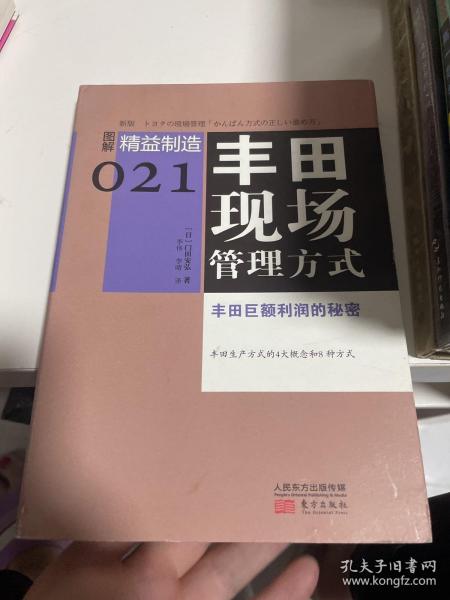 新版 トヨタの現場管理「かんばん方式の正しい進め方」
图解
精益制造
021
丰田
现场
管理方式
[日]门田安弘 著
李伟 李晴 译
丰田巨额利润的秘密
丰田生产方式的4大概念和8种方式
人民东方出版传媒
People's Oriental Publishing & Media
东方出版社
The Oriental Press
孔夫子旧书网
www.kongfz.com